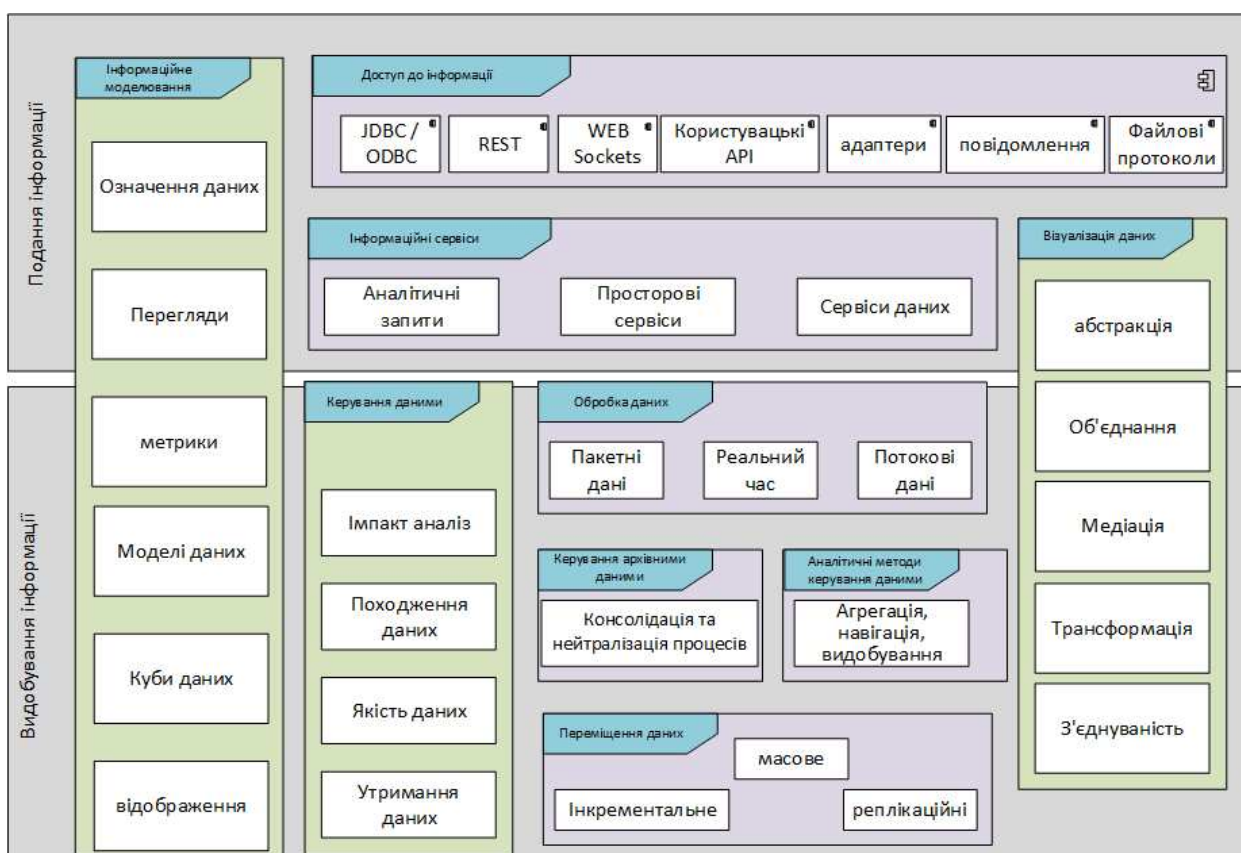 Подання інформації
Інформаційне
моделювання
Означення даних
Перегляди
метрики
Моделі даних
Куби даних
відображення
Доступ до інформації
JDBC /
ODBC
REST
WEB
Sockets
Користувацькі
API
адаптери
повідомлення
Файлові
протоколи
Інформаційні сервіси
Аналітичні
запити
Просторові
сервіси
Сервіси даних
Візуалізація даних
абстракція
Об'єднання
Медіація
Трансформація
З'єднуваність
Видобування інформації
Керування даними
Імпакт аналіз
Походження
даних
Якість даних
Утримання
даних
Обробка даних
Пакетні
дані
Реальний
час
Потокові
дані
Керування архівними
даними
Консолідація та
нейтралізація процесів
Аналітичні методи
керування даними
Агрегація,
навігація,
видобування
Переміщення даних
масове
Інкрементальне
реплікаційні